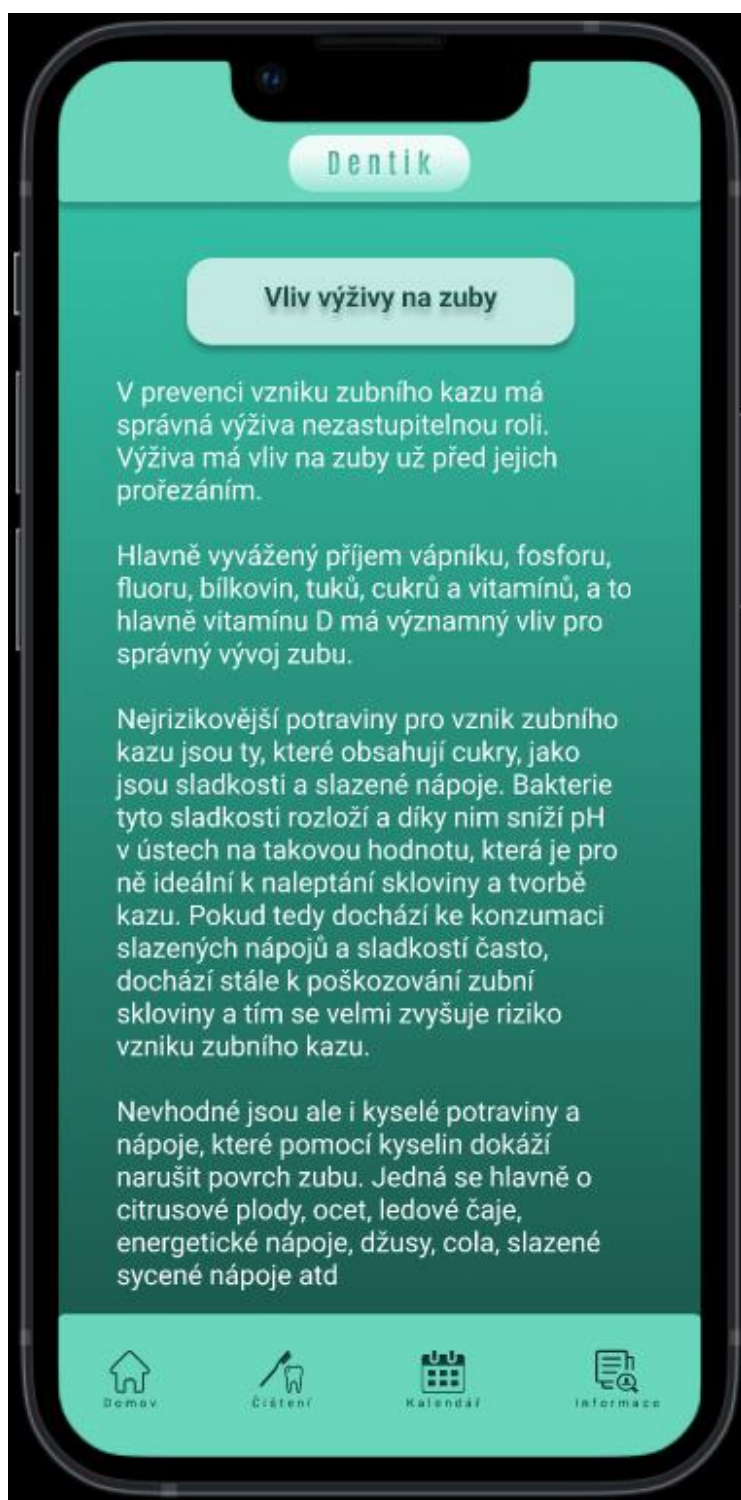 Dentik
Vliv výživy na zuby
V prevenci vzniku zubního kazu má
správná výživa nezastupitelnou roli.
Výživa má vliv na zuby už před jejich
prořezáním.
Hlavně vyvážený příjem vápníku, fosforu,
fluoru, bílkovin, tuků, cukrů a vitamínů, a to
hlavně vitamínu D má významný vliv pro
správný vývoj zubu.
Nejrizikovější potraviny pro vznik zubního
kazu jsou ty, které obsahují cukry, jako
jsou sladkosti a slazené nápoje. Bakterie
tyto sladkosti rozloží a díky nim sníží pH
v ústech na takovou hodnotu, která je pro
ně ideální k naleptání skloviny a tvorbě
kazu. Pokud tedy dochází ke konzumaci
slazených nápojů a sladkostí často,
dochází stále k poškozování zubní
skloviny a tím se velmi zvyšuje riziko
vzniku zubního kazu.
Nevhodné jsou ale i kyselé potraviny a
nápoje, které pomocí kyselin dokáží
narušit povrch zubu. Jedná se hlavně o
citrusové plody, ocet, ledové čaje,
energetické nápoje, džusy, cola, slazené
sycené nápoje atd
Domov Čištení Kalendář Informace